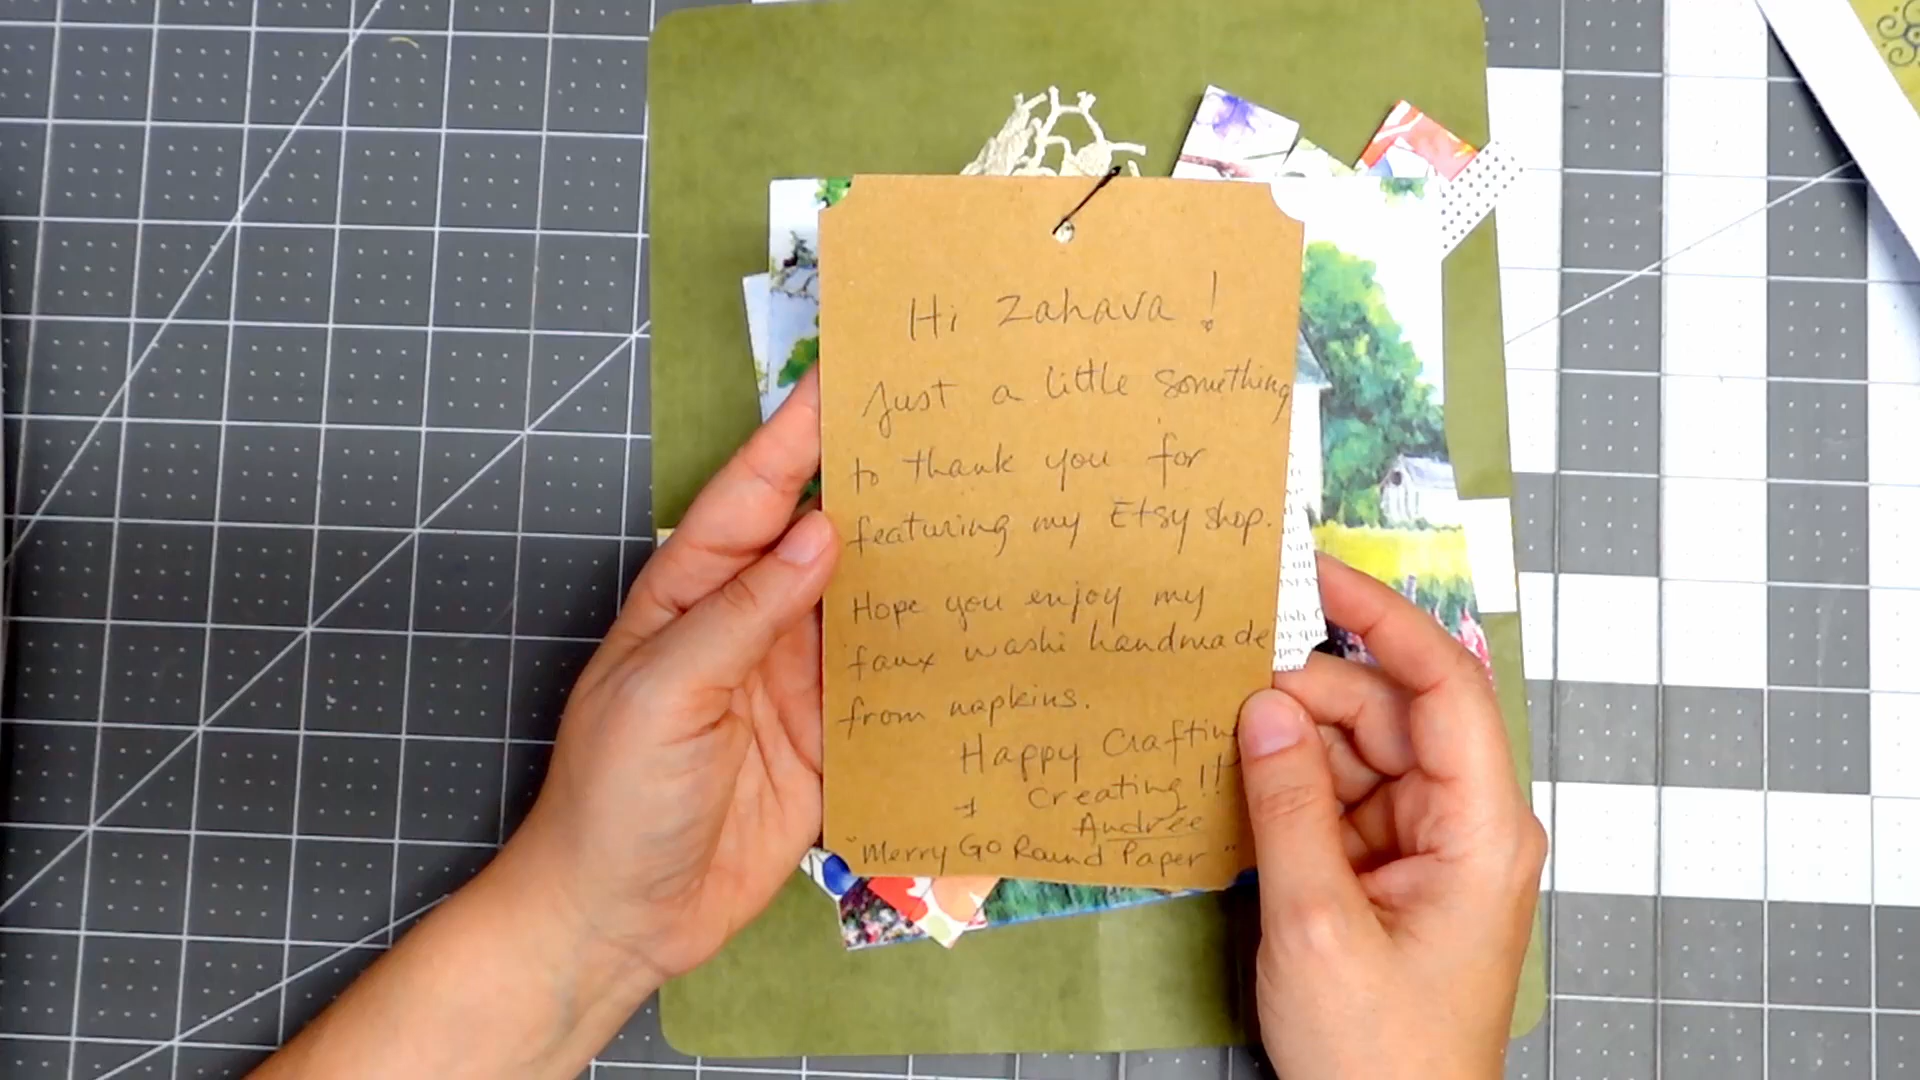 Hi Zahava!
Just a little something
to thank you for
featuring my Etsy shop.
Hope you enjoy my
faux washi handmade
from napkins.
Happy Crafting
+ Creating!!
Andrée
"Merry Go Round Paper"